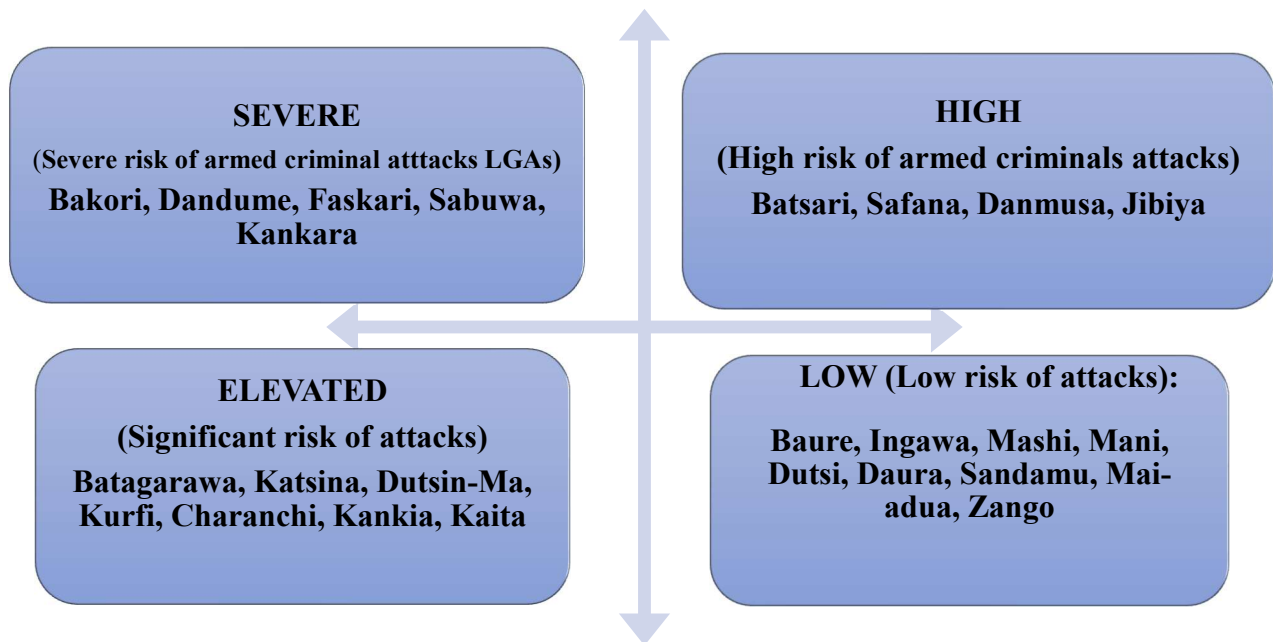 SEVERE
(Severe risk of armed criminal atttacks LGAs)
Bakori, Dandume, Faskari, Sabuwa,
Kankara
HIGH
(High risk of armed criminals attacks)
Batsari, Safana, Danmusa, Jibiya
ELEVATED
(Significant risk of attacks)
Batagarawa, Katsina, Dutsin-Ma,
Kurfi, Charanchi, Kankia, Kaita
LOW (Low risk of attacks):
Baure, Ingawa, Mashi, Mani,
Dutsi, Daura, Sandamu, Mai-
adua, Zango